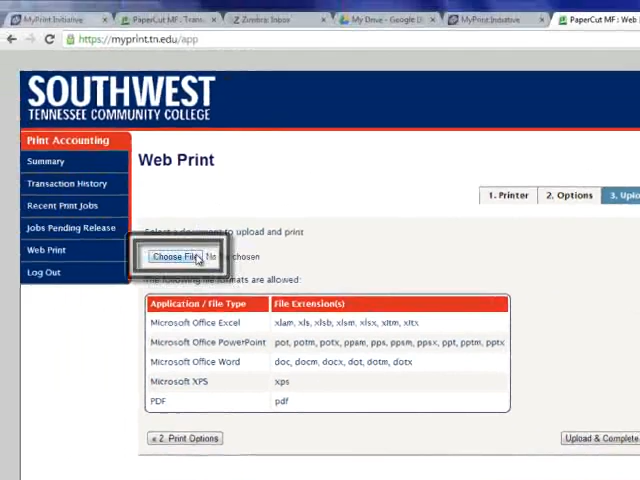 MyPrint Initiative
PaperCut MF : Trans
Zimbra: Inbox
My Drive - Google D
MyPrint Initiative
PaperCut MF : Web
https://myprint.tn.edu/app
SOUTHWEST
TENNESSEE COMMUNITY COLLEGE
Print Accounting
Summary
Transaction History
Recent Print Jobs
Jobs Pending Release
Web Print
Log Out
Web Print
1. Printer
2. Options
3. Uplo
Select a document to upload and print
Choose File
chosen
The following file formats are allowed:
Application / File Type File Extension(s)
Microsoft Office Excel xlam, xls, xlsb, xlsm, xlsx, xltm, xltx
Microsoft Office PowerPoint pot, potm, potx, ppam, pps, ppsm, ppsx, ppt, pptm, pptx
Microsoft Office Word doc, docm, docx, dot, dotm, dotx
Microsoft XPS xps
PDF pdf
« 2. Print Options
Upload & Complete